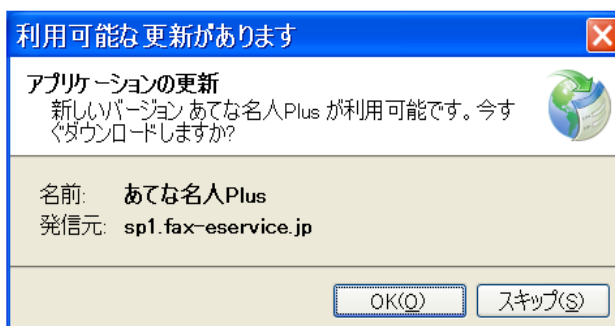 利用可能な更新があります
アプリケーションの更新
新しいバージョン あてな名人Plus が利用可能です。今す
ぐダウンロードしますか?
名前: あてな名人Plus
発信元: sp1.fax-eservice.jp
OK(O) スキップ(S)